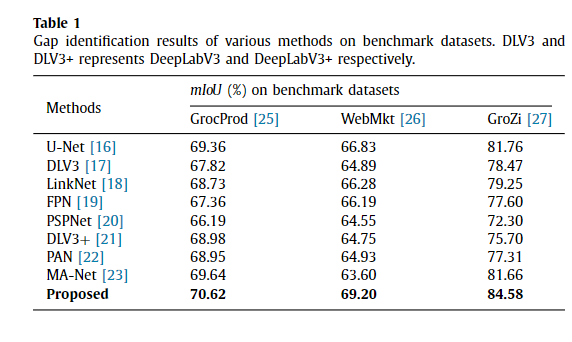 Table 1
Gap identification results of various methods on benchmark datasets. DLV3 and
DLV3+ represents DeepLabV3 and DeepLabV3+ respectively.
Methods
mIoU (%) on benchmark datasets
GrocProd [25] WebMkt [26] GroZi [27]
U-Net [16] 69.36 66.83 81.76
DLV3 [17] 67.82 64.89 78.47
LinkNet [18] 68.73 66.28 79.25
FPN [19] 67.36 66.19 77.60
PSPNet [20] 66.19 64.55 72.30
DLV3+ [21] 68.98 64.75 75.70
PAN [22] 68.95 64.93 77.31
MA-Net [23] 69.64 63.60 81.66
Proposed 70.62 69.20 84.58